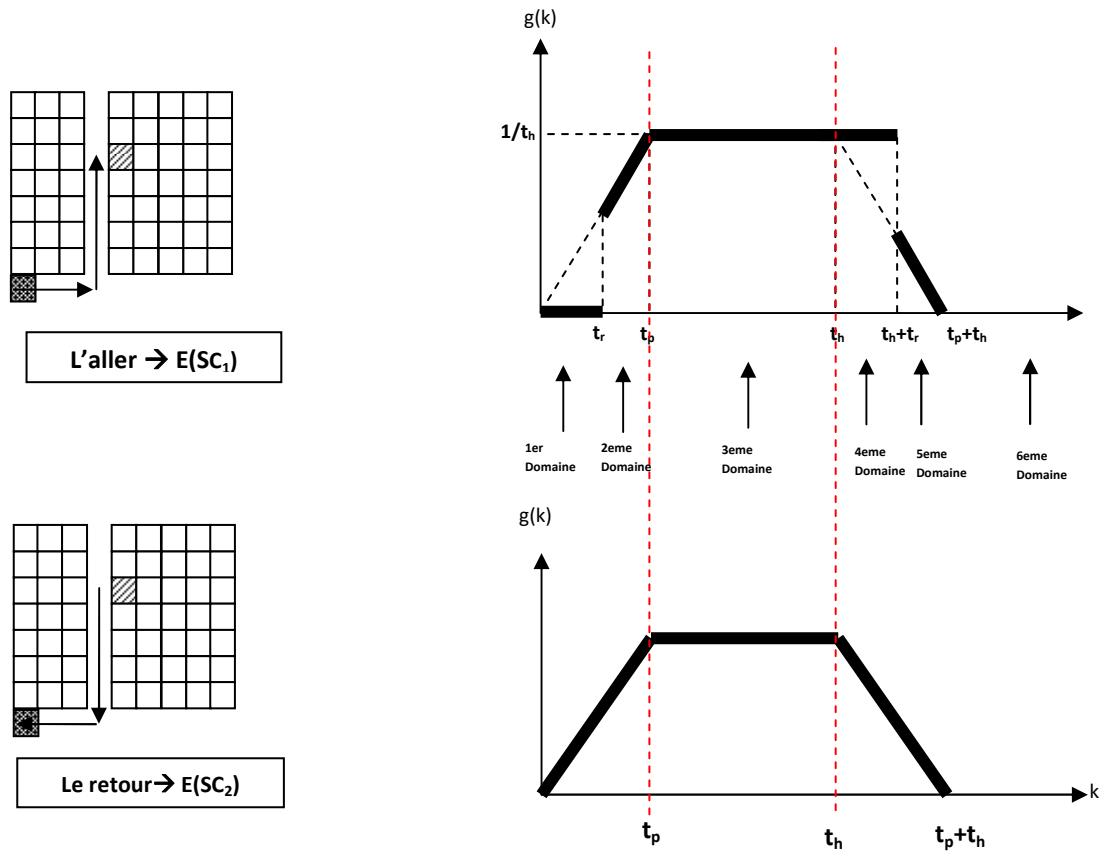 g(k)
1/tₕ
tᵣ tₚ tₕ tₕ+tᵣ tₚ+tₕ
L'aller → E(SC₁)
1er Domaine
2eme Domaine
3eme Domaine
4eme Domaine
5eme Domaine
6eme Domaine
g(k)
k
Le retour→ E(SC₂)
tₚ tₕ tₚ+tₕ